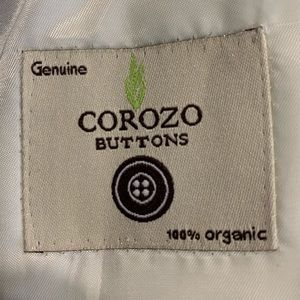 Genuine
COROZO
BUTTONS
100% organic